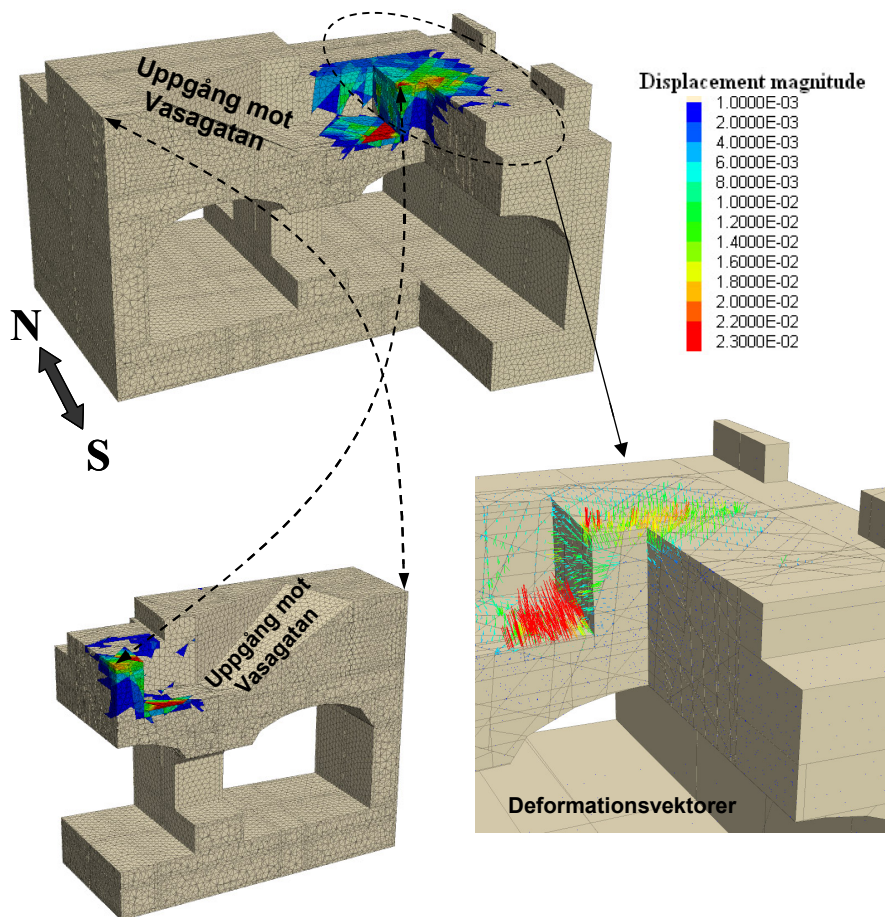 Uppgång mot
Vasagatan
Displacement magnitude
1.0000E-03
2.0000E-03
4.0000E-03
6.0000E-03
8.0000E-03
1.0000E-02
1.2000E-02
1.4000E-02
1.6000E-02
1.8000E-02
2.0000E-02
2.2000E-02
2.3000E-02
N
S
Uppgång mot
Vasagatan
Deformationsvektorer